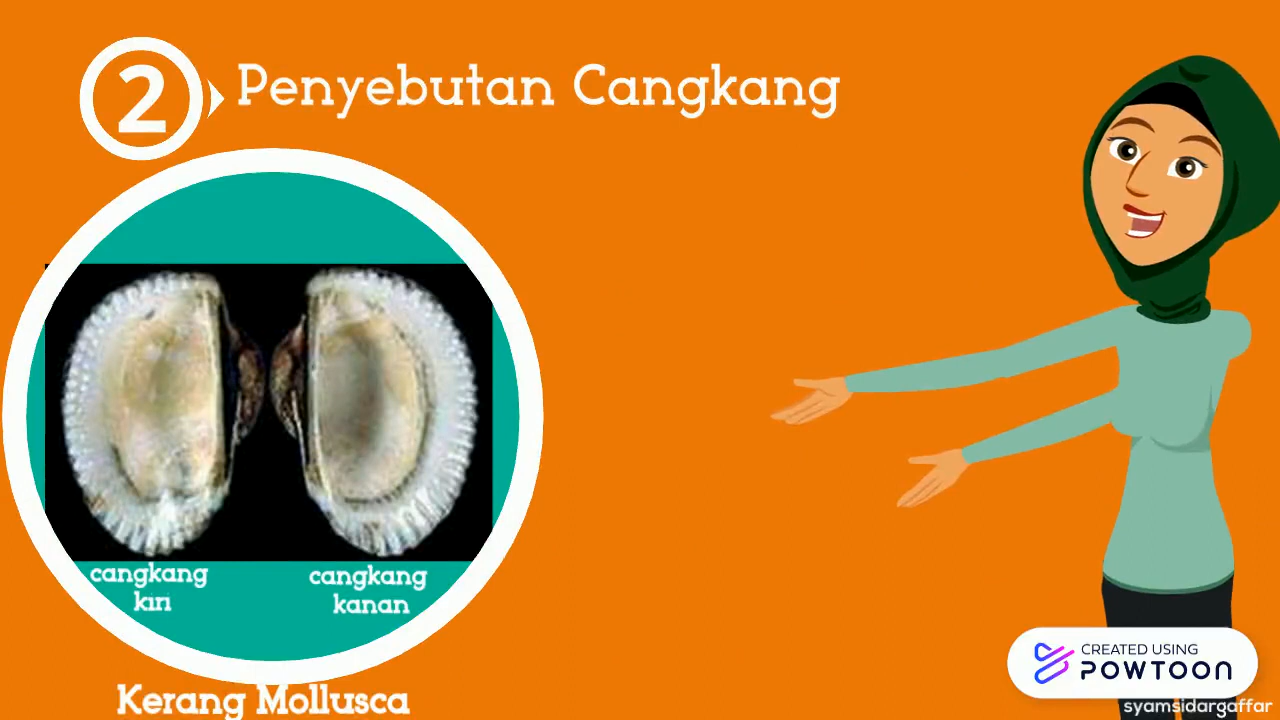 2
Penyebutan Cangkang
cangkang
kiri
cangkang
kanan
Kerang Mollusca
CREATED USING
POWTOON
syamsidargaffar